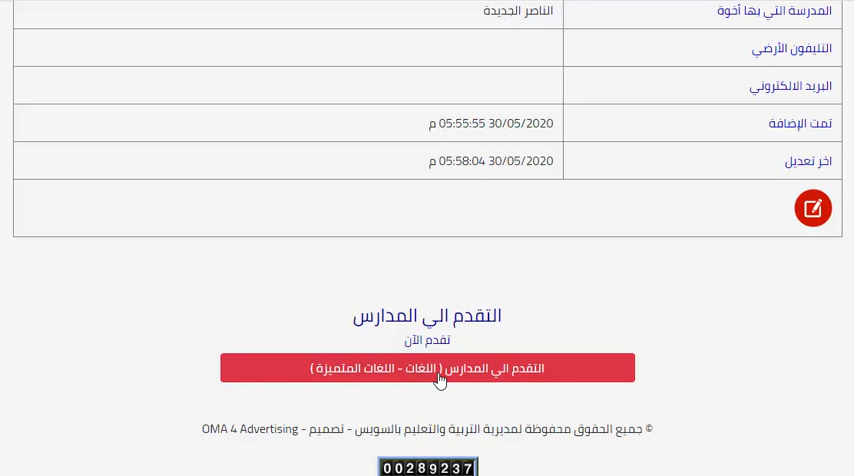 المدرسة التي بها أخوة الناصر الجديدة
التليفون الأرضي
البريد الالكتروني
تمت الإضافة 30/05/2020 05:55:55 م
اخر تعديل 30/05/2020 05:58:04 م
التقدم الي المدارس
تقدم الآن
التقدم الي المدارس ( اللغات - اللغات المتميزة )
© جميع الحقوق محفوظة لمديرية التربية والتعليم بالسويس - تصميم - OMA 4 Advertising
00289237